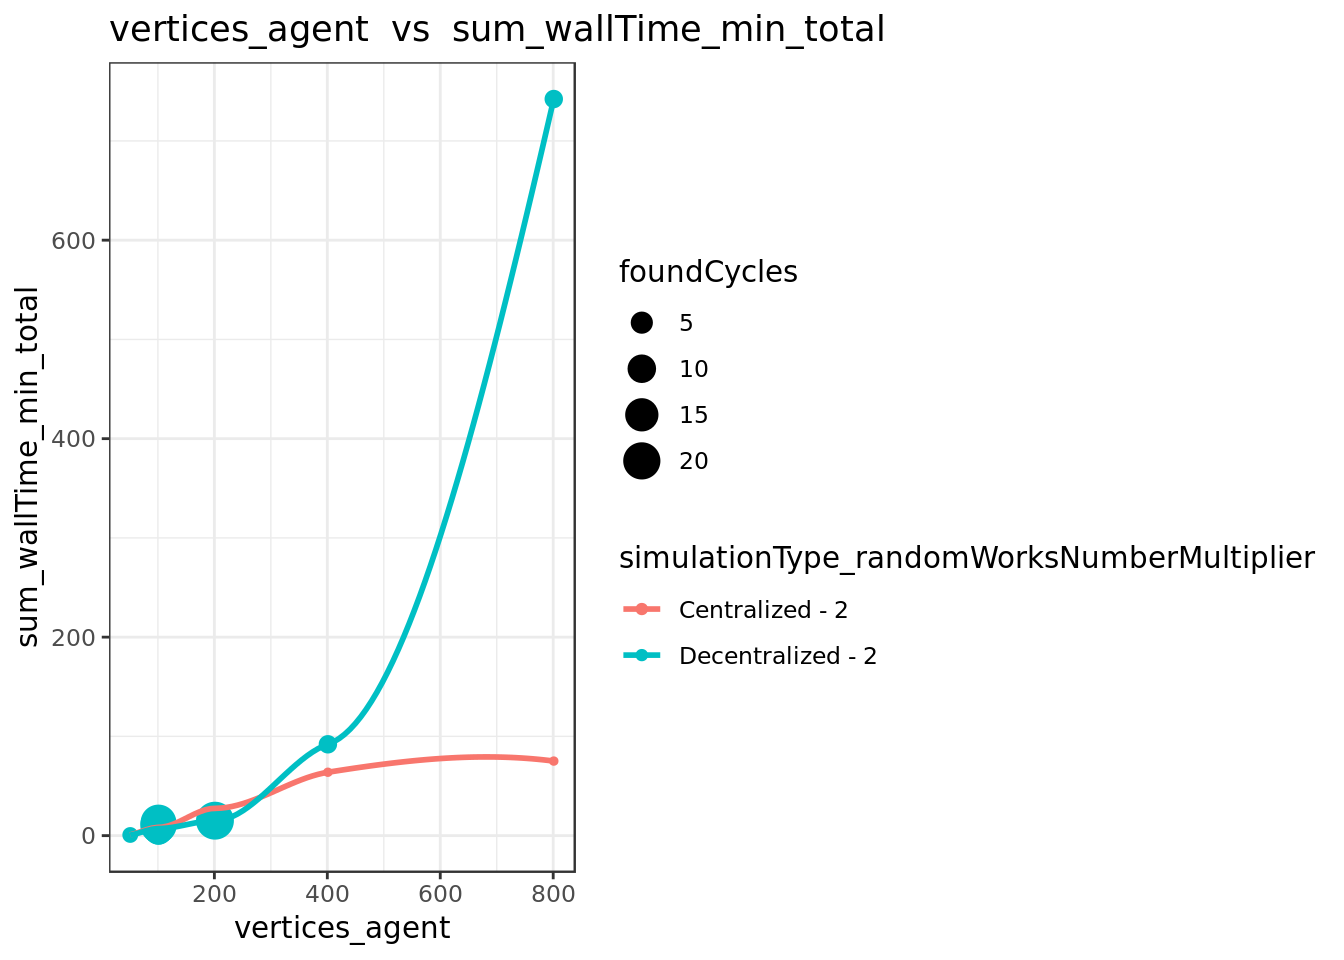 vertices_agent  vs  sum_wallTime_min_total
sum_wallTime_min_total
600
400
200
0
200 400 600 800
vertices_agent
foundCycles
5
10
15
20
simulationType_randomWorksNumberMultiplier
Centralized - 2
Decentralized - 2